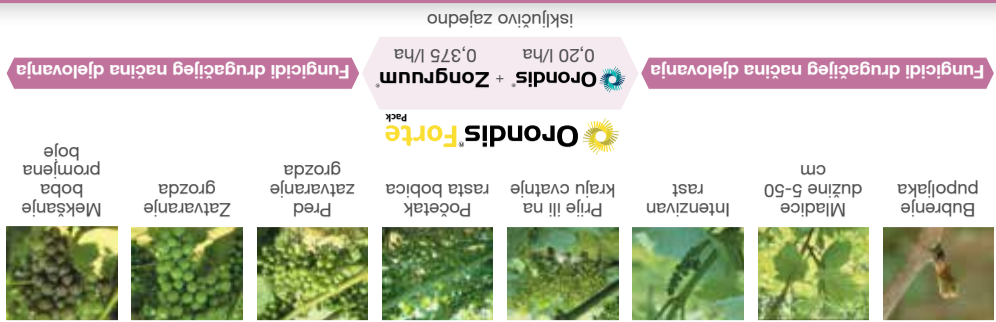 Bubrenje
pupoljaka
Mladice
dužine 5-50
cm
Intenzivan
rast
Prije ili na
kraju cvatnje
Početak
rasta bobica
Pred
zatvaranje
grozda
Zatvaranje
grozda
Mekšanje
boba
promjena
boje
Orondis® Forte
Pack
Fungicidi drugačijeg načina djelovanja
Orondis® + Zongruum®
0,20 l/ha 0,375 l/ha
Fungicidi drugačijeg načina djelovanja
isključivo zajedno